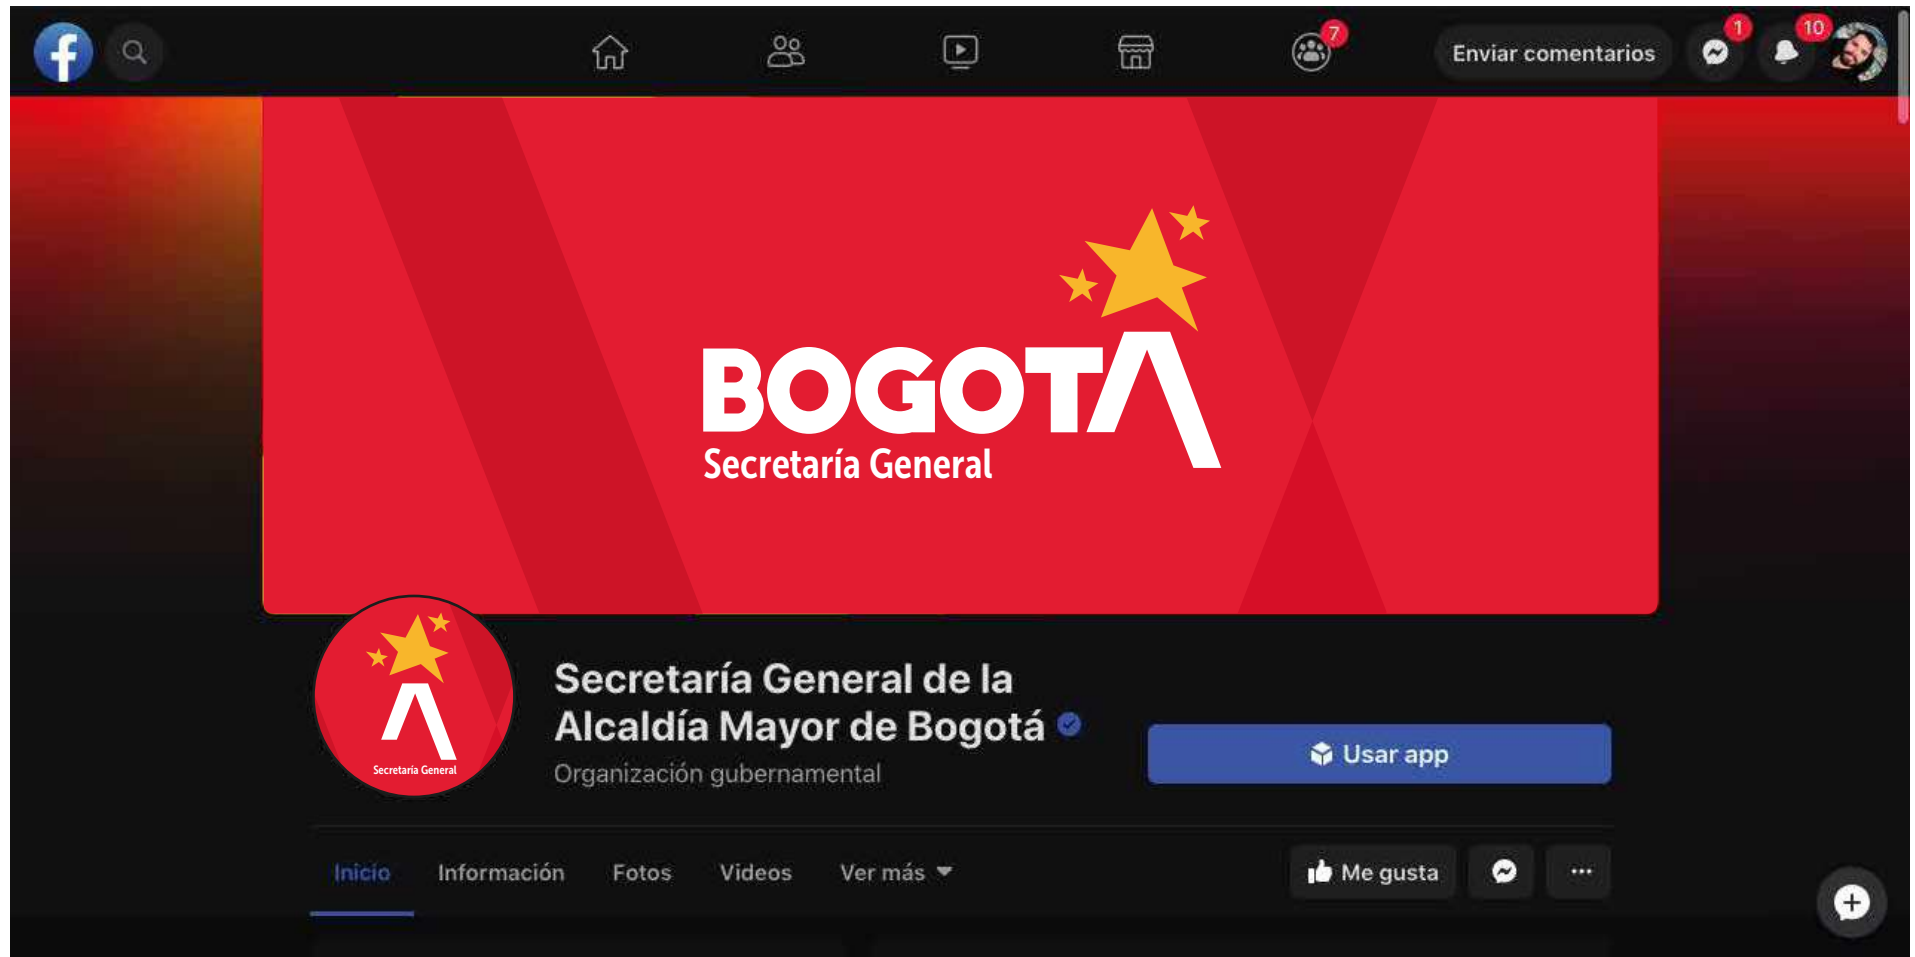 7
Enviar comentarios
1
10
BOGOTÁ
Secretaría General
Secretaría General
Secretaría General de la
Alcaldía Mayor de Bogotá
Organización gubernamental
Usar app
Inicio Información Fotos Videos Ver más
Me gusta